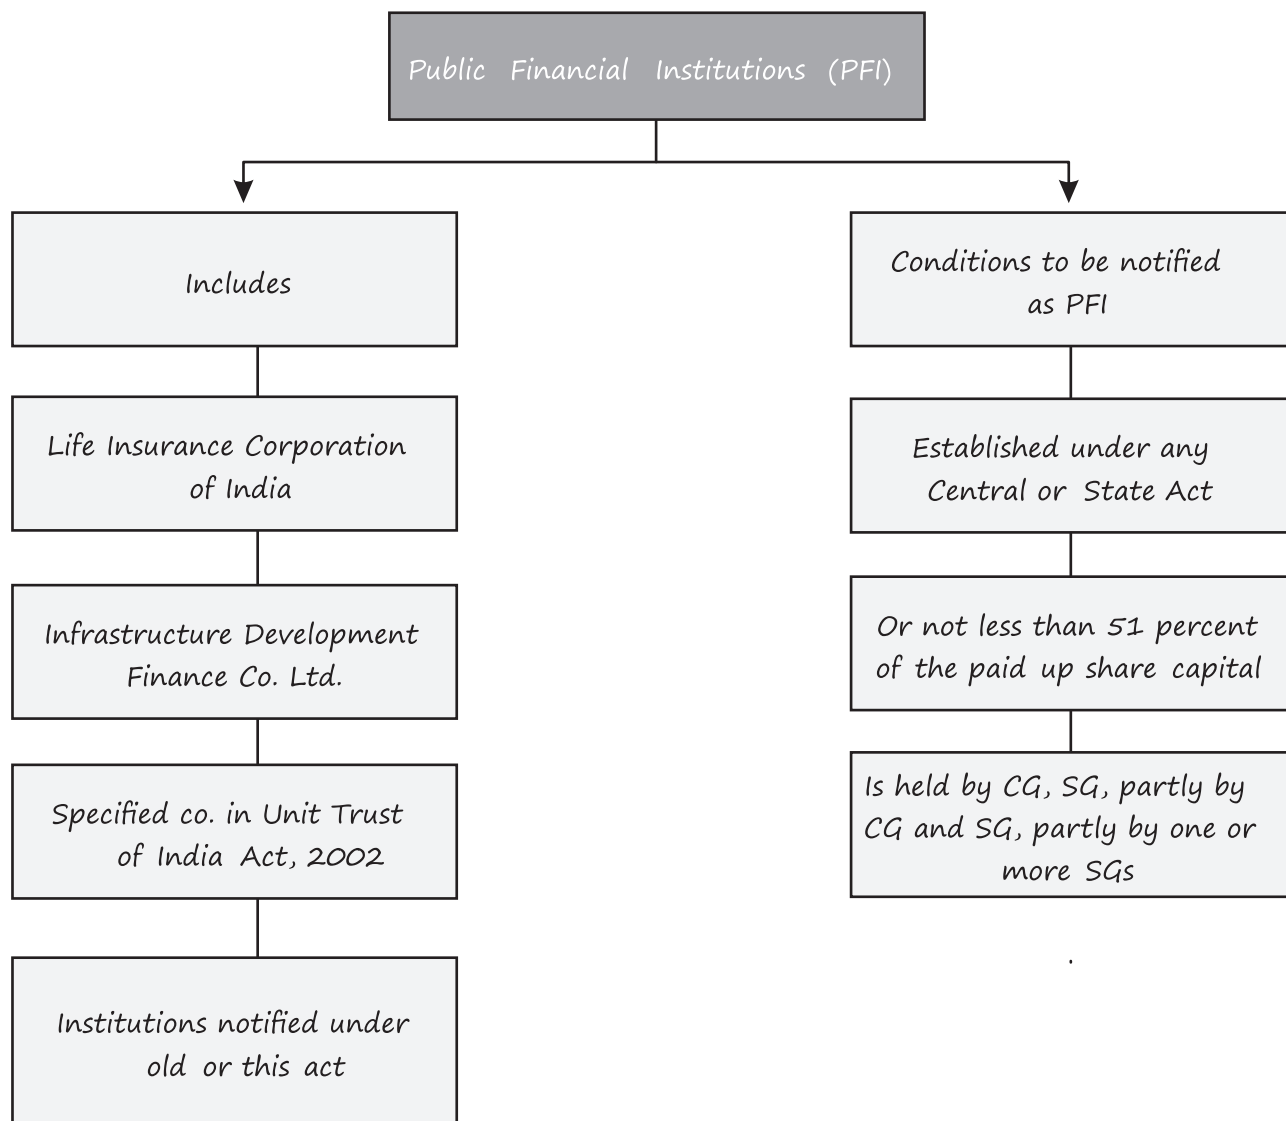 Public Financial Institutions (PFI)
Includes
Life Insurance Corporation
of India
Infrastructure Development
Finance Co. Ltd.
Specified co. in Unit Trust
of India Act, 2002
Institutions notified under
old or this act
Conditions to be notified
as PFI
Established under any
Central or State Act
Or not less than 51 percent
of the paid up share capital
Is held by CG, SG, partly by
CG and SG, partly by one or
more SGs
.